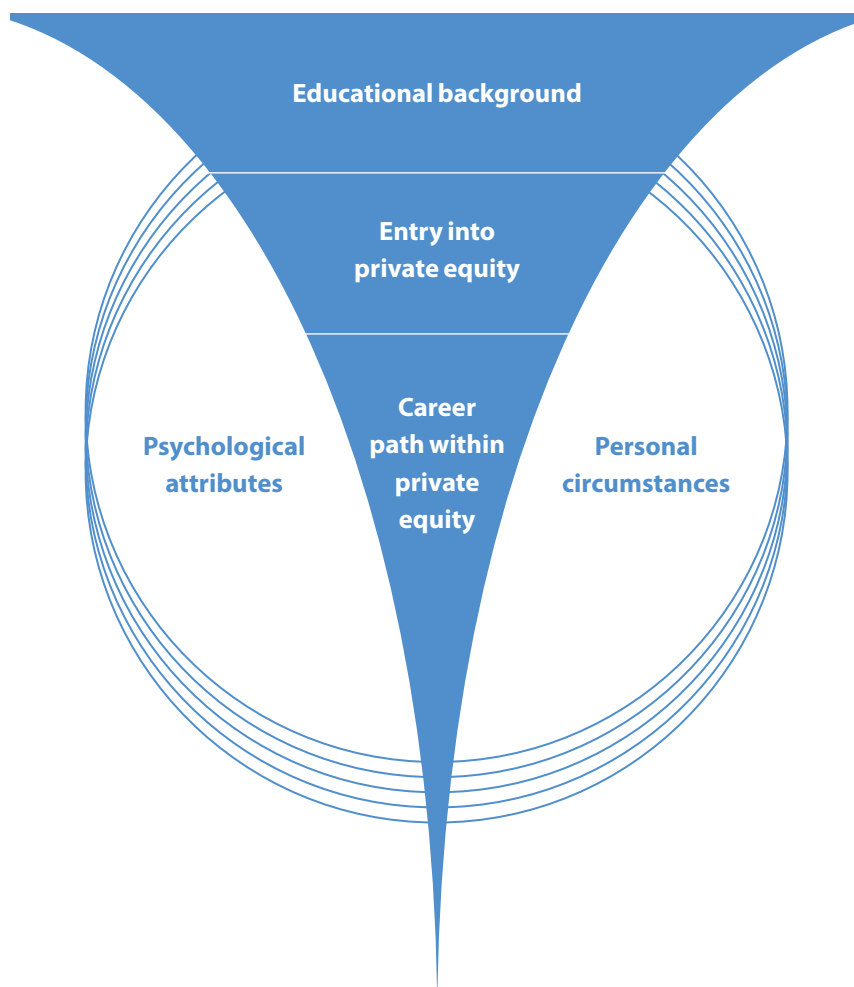 Educational background
Entry into
private equity
Career
path within
private
equity
Psychological
attributes
Personal
circumstances